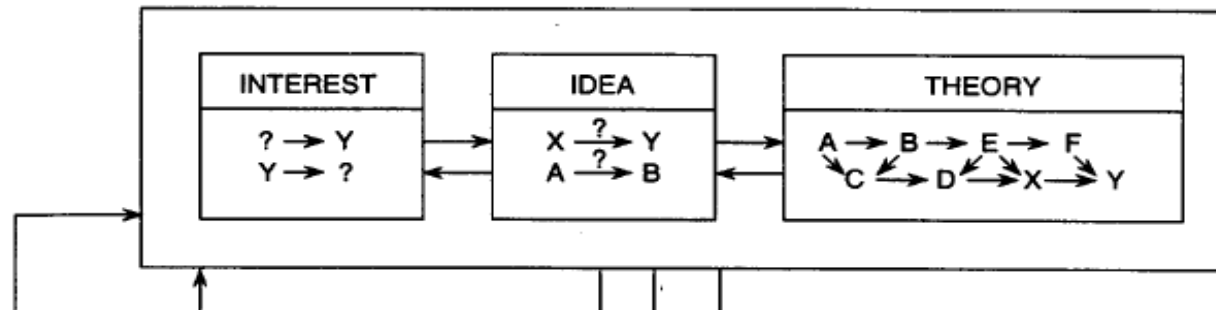 INTEREST
? → Y
Y → ?
IDEA
X ? → Y
A ? → B
THEORY
A → B → E → F
C → D → X → Y